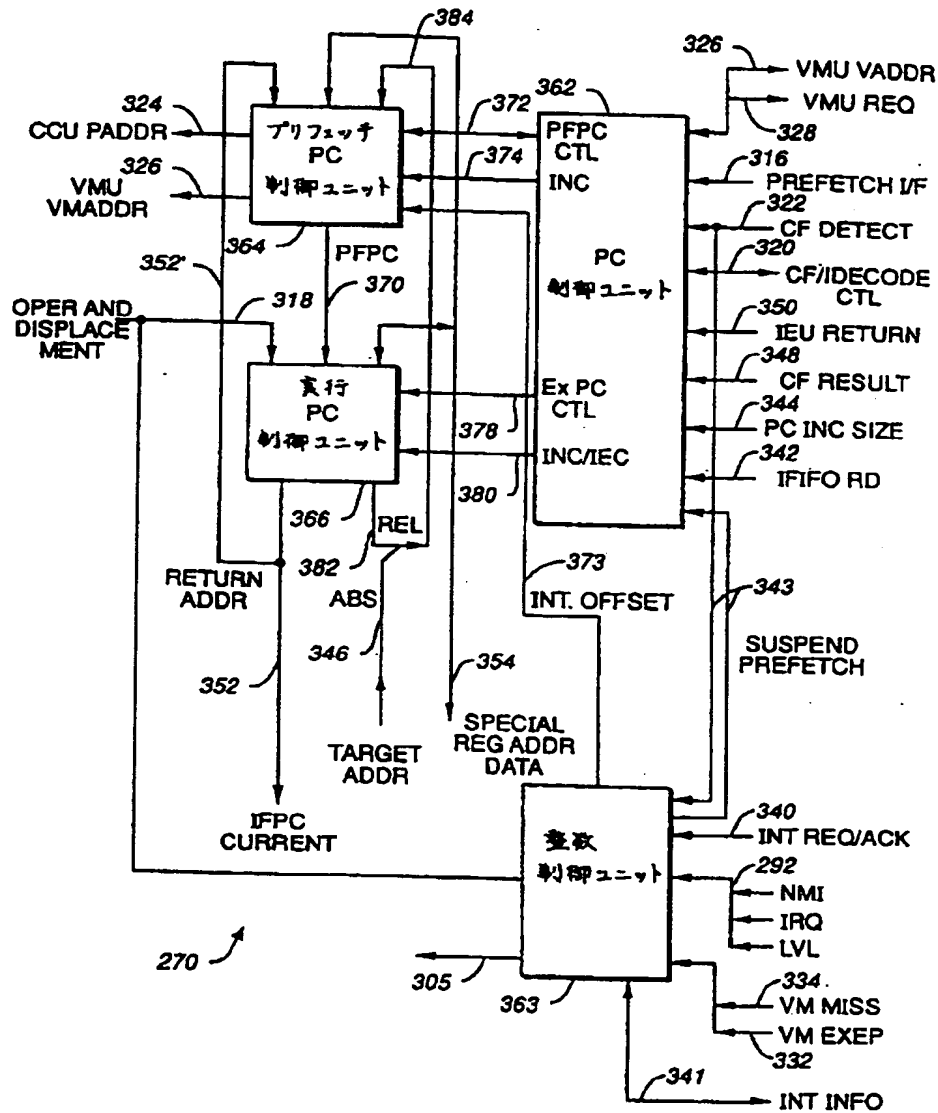 384
326
VMU VADDR
VMU REQ
328
362
324
CCU PADDR
プリフェッチ
PC
制御ユニット
372
PFPC
CTL
374
INC
316
PREFETCH I/F
326
VMU
VMADDR
322
CF DETECT
364
PFPC
320
CF/IDECODE
CTL
352'
370
PC
制御ユニット
318
OPER AND
DISPLACE
MENT
350
IEU RETURN
348
CF RESULT
実行
PC
制御ユニット
Ex PC
CTL
378
344
PC INC SIZE
INC/IEC
380
342
IFIFO RD
366
REL
382
373
RETURN
ADDR
ABS
INT. OFFSET
343
346
SUSPEND
PREFETCH
352
354
TARGET
ADDR
SPECIAL
REG ADDR
DATA
IFPC
CURRENT
340
INT REQ/ACK
整数
制御ユニット
292
NMI
IRQ
LVL
270
305
363
334
VM MISS
VM EXEP
332
341
INT INFO